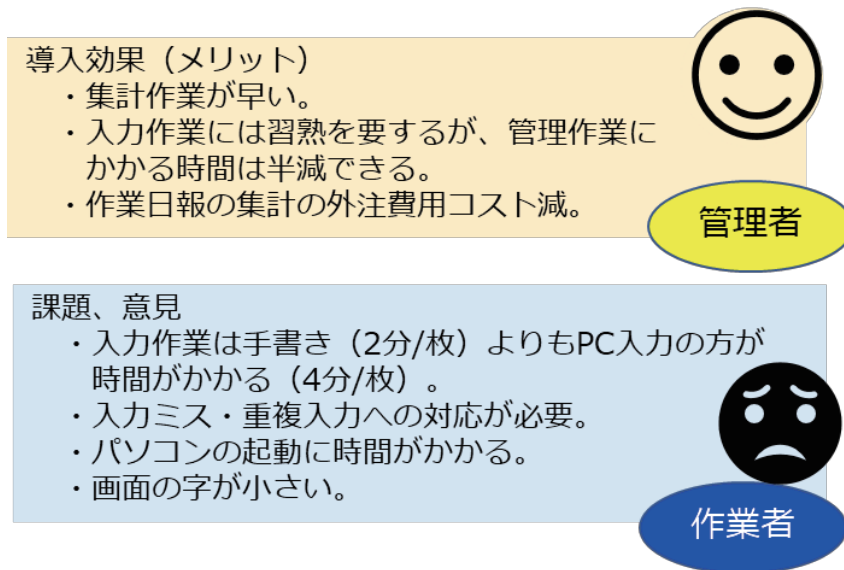 導入効果（メリット）
・集計作業が早い。
・入力作業には習熟を要するが、管理作業に
かかる時間は半減できる。
・作業日報の集計の外注費用コスト減。
管理者
課題、意見
・入力作業は手書き（2分/枚）よりもPC入力の方が
時間がかかる（4分/枚）。
・入力ミス・重複入力への対応が必要。
・パソコンの起動に時間がかかる。
・画面の字が小さい。
作業者